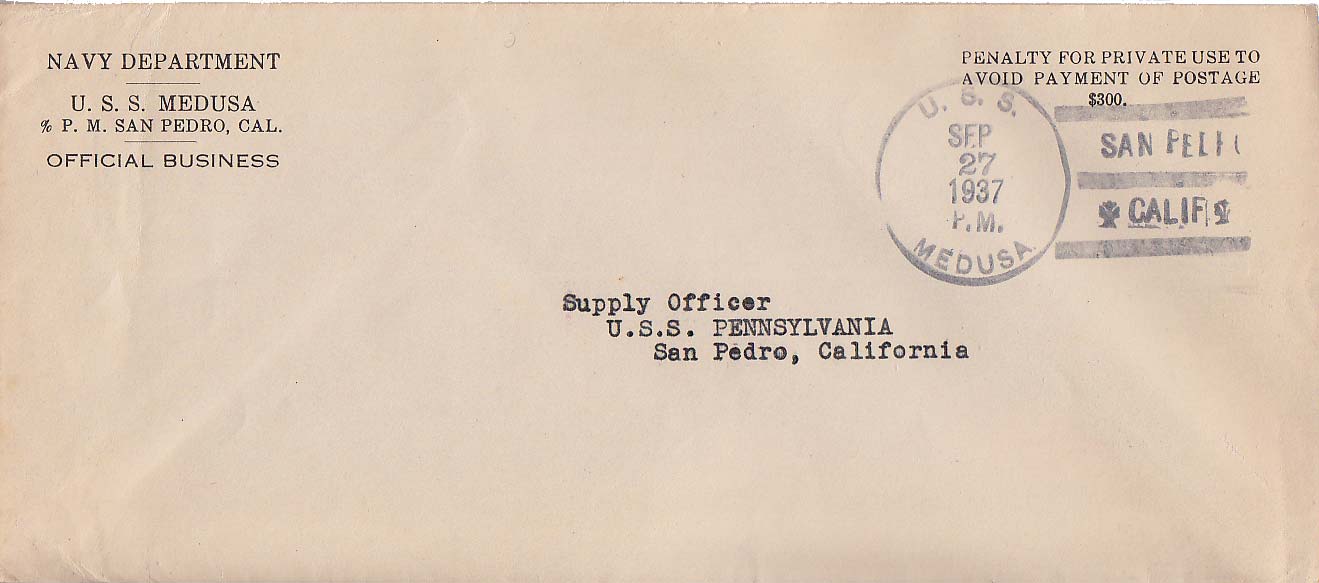 NAVY DEPARTMENT
U. S. S. MEDUSA
% P. M. SAN PEDRO, CAL.
OFFICIAL BUSINESS
PENALTY FOR PRIVATE USE TO
AVOID PAYMENT OF POSTAGE
$300.
U. S. S.
SEP
27
1937
P.M.
MEDUSA
SAN
CALIF
Supply Officer
U.S.S. PENNSYLVANIA
San Pedro, California